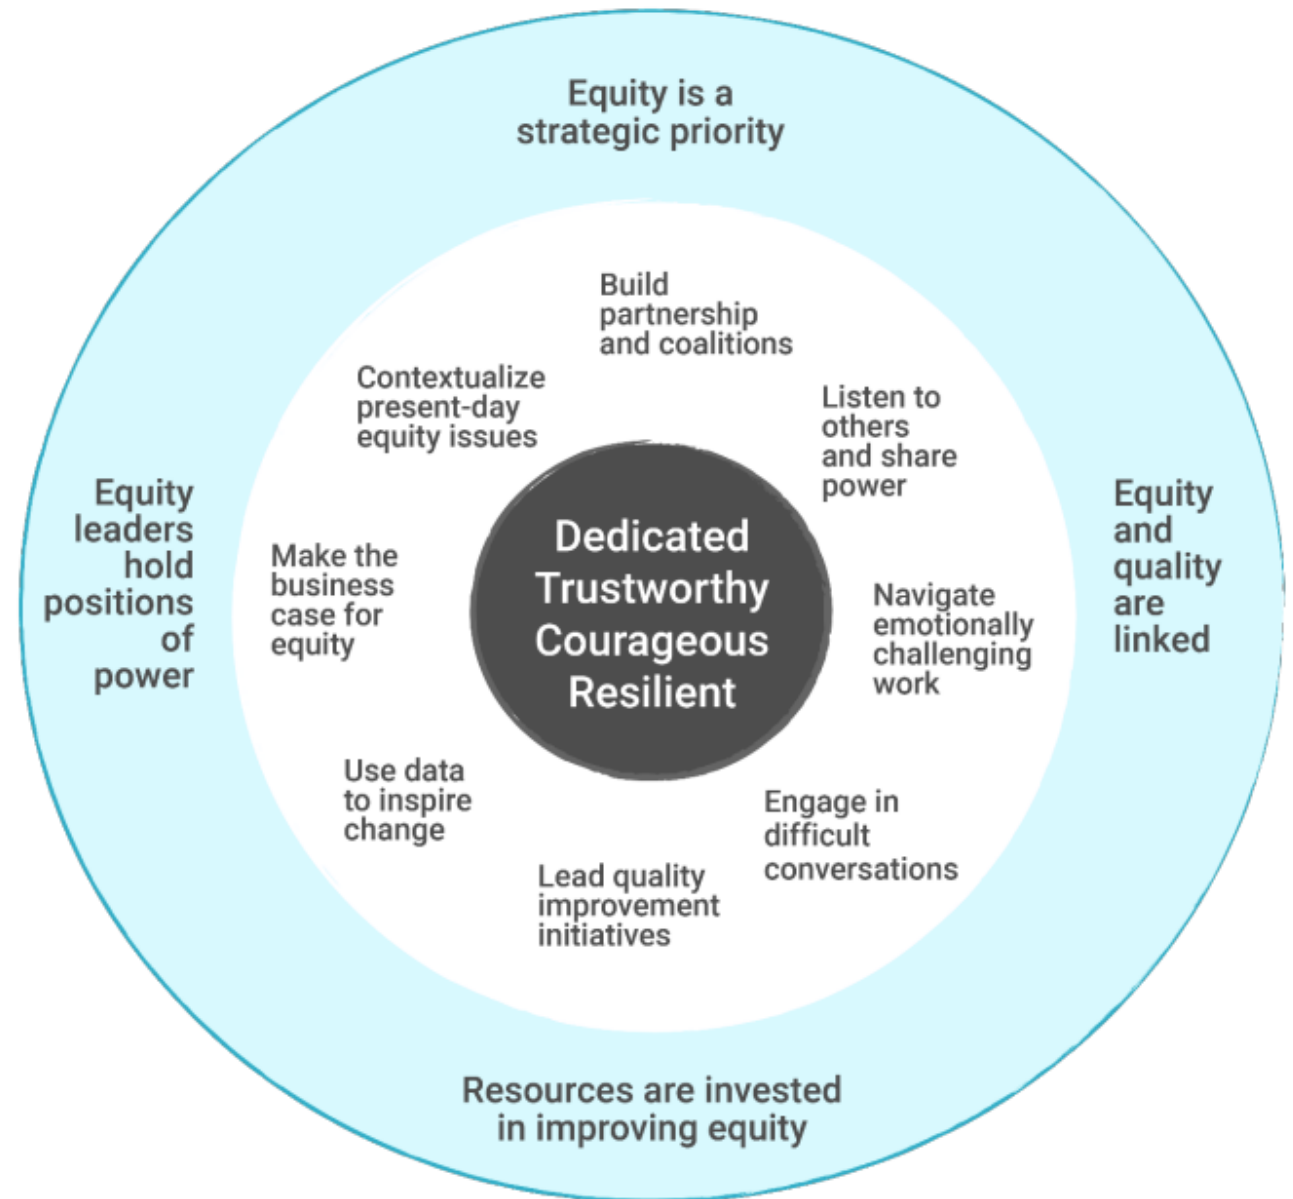 Equity is a
strategic priority
Build
partnership
and coalitions
Contextualize
present-day
equity issues
Listen to
others
and share
power
Equity
leaders
hold
positions
of
power
Make the
business
case for
equity
Dedicated
Trustworthy
Courageous
Resilient
Navigate
emotionally
challenging
work
Equity
and
quality
are
linked
Use data
to inspire
change
Engage in
difficult
conversations
Lead quality
improvement
initiatives
Resources are invested
in improving equity